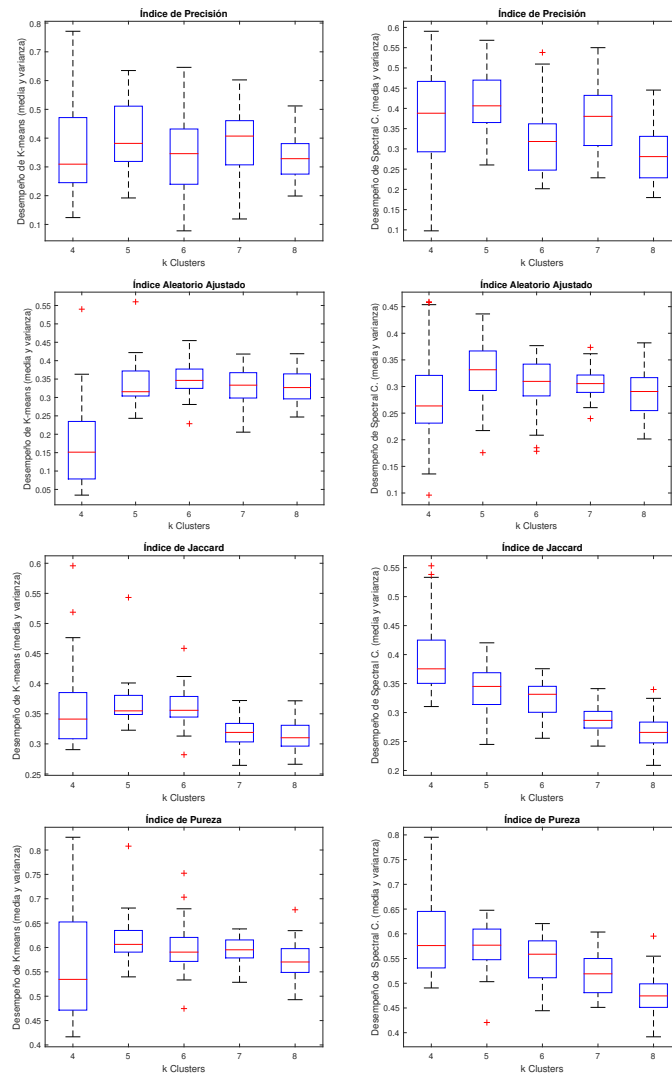 Índice de Precisión
0.8
0.7
0.6
0.5
0.4
0.3
0.2
0.1
4 5 6 7 8
k Clusters
Desempeño de K-means (media y varianza)
Índice de Precisión
0.6
0.55
0.5
0.45
0.4
0.35
0.3
0.25
0.2
0.15
0.1
4 5 6 7 8
k Clusters
Desempeño de Spectral C. (media y varianza)
Índice Aleatorio Ajustado
0.55
0.5
0.45
0.4
0.35
0.3
0.25
0.2
0.15
0.1
0.05
4 5 6 7 8
k Clusters
Desempeño de K-means (media y varianza)
Índice Aleatorio Ajustado
0.45
0.4
0.35
0.3
0.25
0.2
0.15
0.1
4 5 6 7 8
k Clusters
Desempeño de Spectral C. (media y varianza)
Índice de Jaccard
0.6
0.55
0.5
0.45
0.4
0.35
0.3
0.25
4 5 6 7 8
k Clusters
Desempeño de K-means (media y varianza)
Índice de Jaccard
0.55
0.5
0.45
0.4
0.35
0.3
0.25
0.2
4 5 6 7 8
k Clusters
Desempeño de Spectral C. (media y varianza)
Índice de Pureza
0.8
0.75
0.7
0.65
0.6
0.55
0.5
0.45
0.4
4 5 6 7 8
k Clusters
Desempeño de Kmeans (media y varianza)
Índice de Pureza
0.8
0.75
0.7
0.65
0.6
0.55
0.5
0.45
0.4
4 5 6 7 8
k Clusters
Desempeño de Spectral C. (media y varianza)